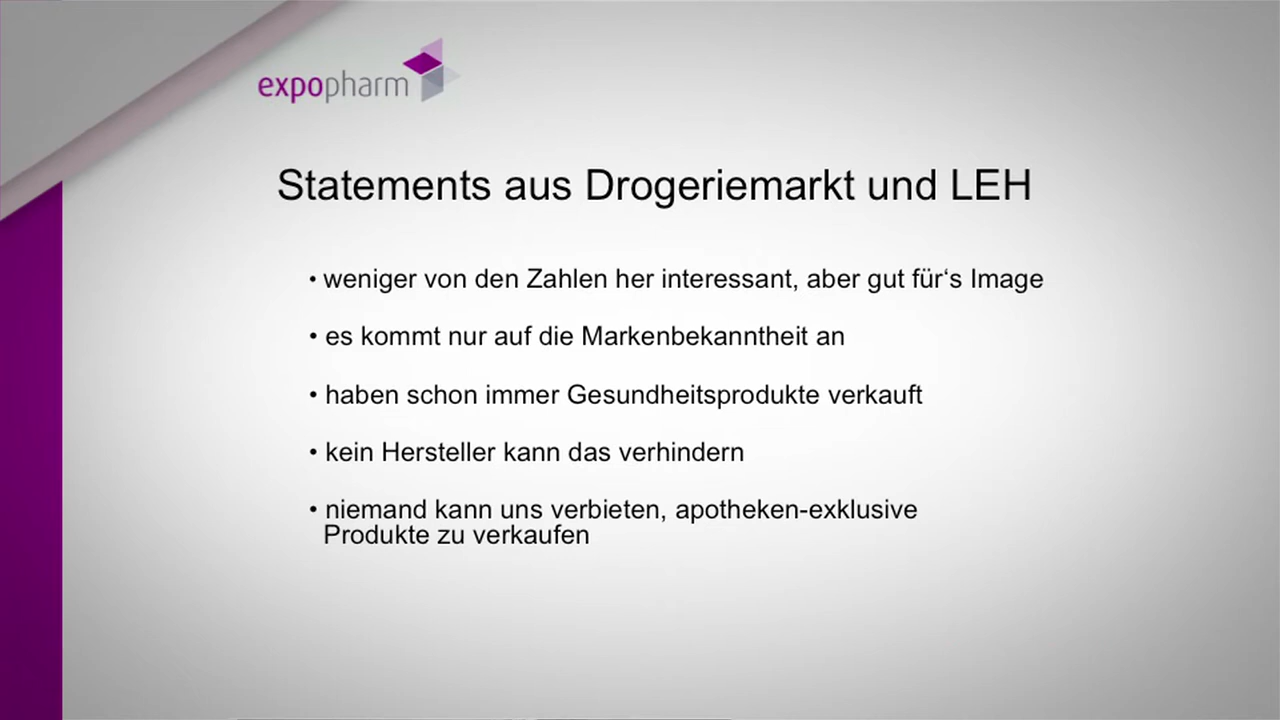 expopharm
Statements aus Drogeriemarkt und LEH
• weniger von den Zahlen her interessant, aber gut für‘s Image
• es kommt nur auf die Markenbekanntheit an
• haben schon immer Gesundheitsprodukte verkauft
• kein Hersteller kann das verhindern
• niemand kann uns verbieten, apotheken-exklusive
Produkte zu verkaufen